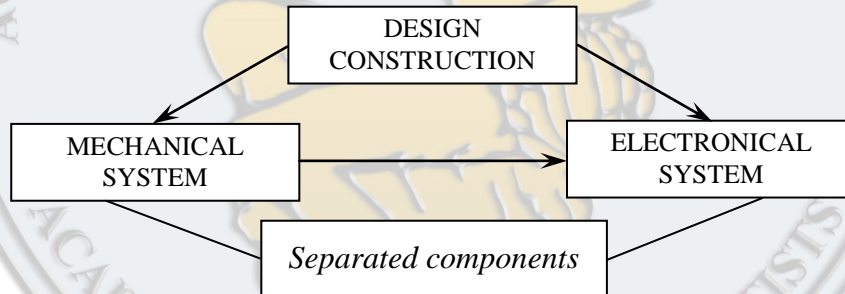 DESIGN
CONSTRUCTION
MECHANICAL
SYSTEM
ELECTRONICAL
SYSTEM
Separated components